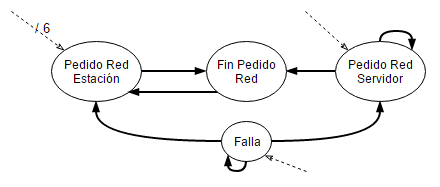 / 6
Pedido Red
Estación
Fin Pedido
Red
Pedido Red
Servidor
Falla